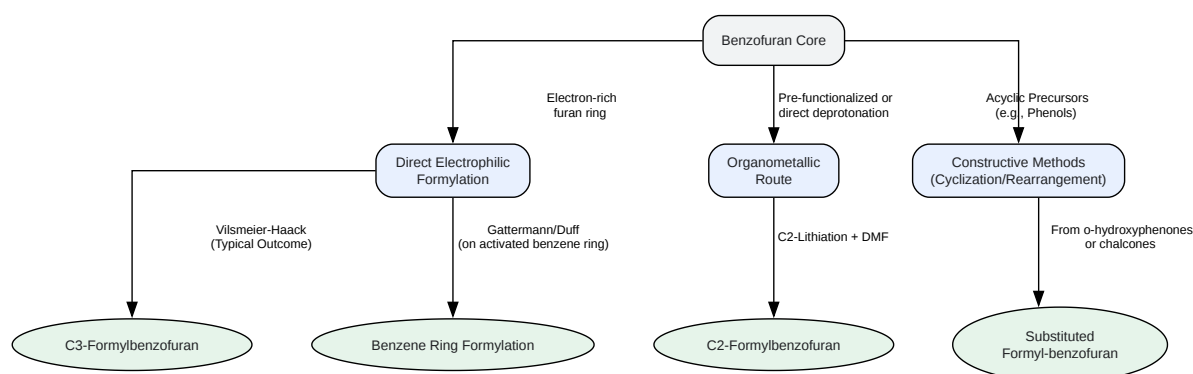 Benzofuran Core
Electron-rich
furan ring
Pre-functionalized or
direct deprotonation
Acyclic Precursors
(e.g., Phenols)
Direct Electrophilic
Formylation
Organometallic
Route
Constructive Methods
(Cyclization/Rearrangement)
Vilsmeier-Haack
(Typical Outcome)
Gattermann/Duff
(on activated benzene ring)
C2-Lithiation + DMF
From o-hydroxyphenones
or chalcones
C3-Formylbenzofuran
Benzene Ring Formylation
C2-Formylbenzofuran
Substituted
Formyl-benzofuran